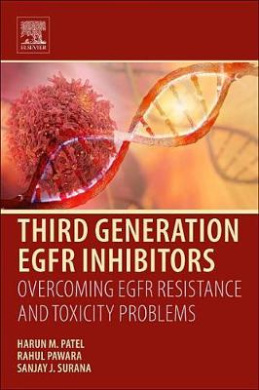 ELSEVIER
THIRD GENERATION
EGFR INHIBITORS
OVERCOMING EGFR RESISTANCE
AND TOXICITY PROBLEMS
HARUN M. PATEL
RAHUL PAWARA
SANJAY J. SURANA